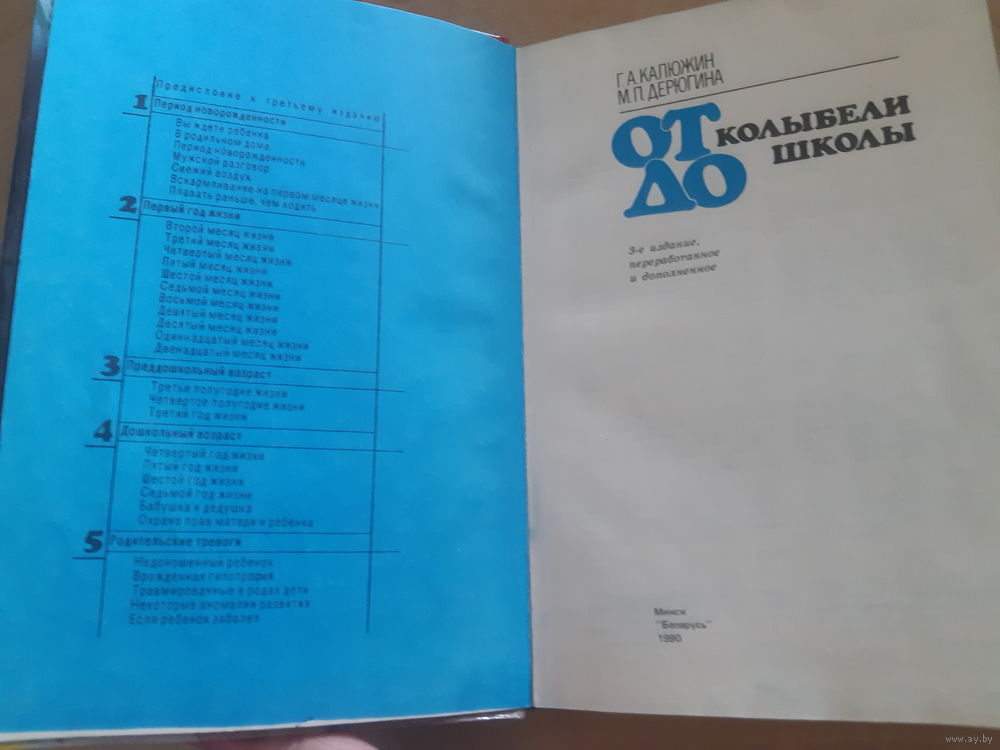 Предисловие к третьему изданию
1 Период новорожденности
Вы ждете ребенка
В родильном доме
Период новорожденности
Мужской разговор
Свежий воздух
Вскармливание на первом месяце жизни
Плавать раньше, чем ходить
2 Первый год жизни
Второй месяц жизни
Третий месяц жизни
Четвертый месяц жизни
Пятый месяц жизни
Шестой месяц жизни
Седьмой месяц жизни
Восьмой месяц жизни
Девятый месяц жизни
Десятый месяц жизни
Одиннадцатый месяц жизни
Двенадцатый месяц жизни
3 Преддошкольный возраст
Третье полугодие жизни
Четвертое полугодие жизни
Третий год жизни
4 Дошкольный возраст
Четвертый год жизни
Пятый год жизни
Шестой год жизни
Седьмой год жизни
Бабушка и дедушка
Охрана прав матери и ребенка
5 Родительские тревоги
Недоношенный ребенок
Врожденная гипотрофия
Травмированные в родах дети
Некоторые аномалии развития
Если ребенок заболел
Г.А.КАЛЮЖИН
М.П.ДЕРЮГИНА
ОТ КОЛЫБЕЛИ
ДО ШКОЛЫ
3-е издание,
переработанное
и дополненное
Минск
"Беларусь"
1990
www.ay.by